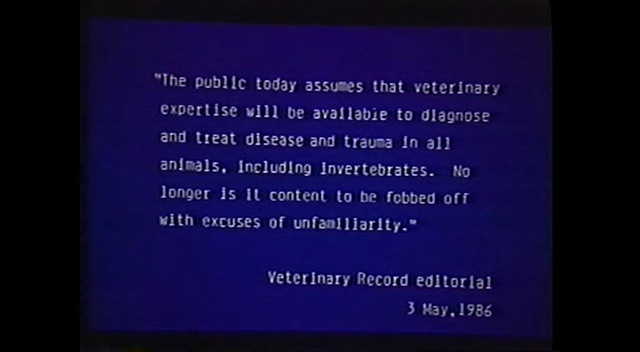 "The public today assumes that veterinary
expertise will be available to diagnose
and treat disease and trauma in all
animals, including invertebrates. No
longer is it content to be fobbed off
with excuses of unfamiliarity."
Veterinary Record editorial
3 May, 1986